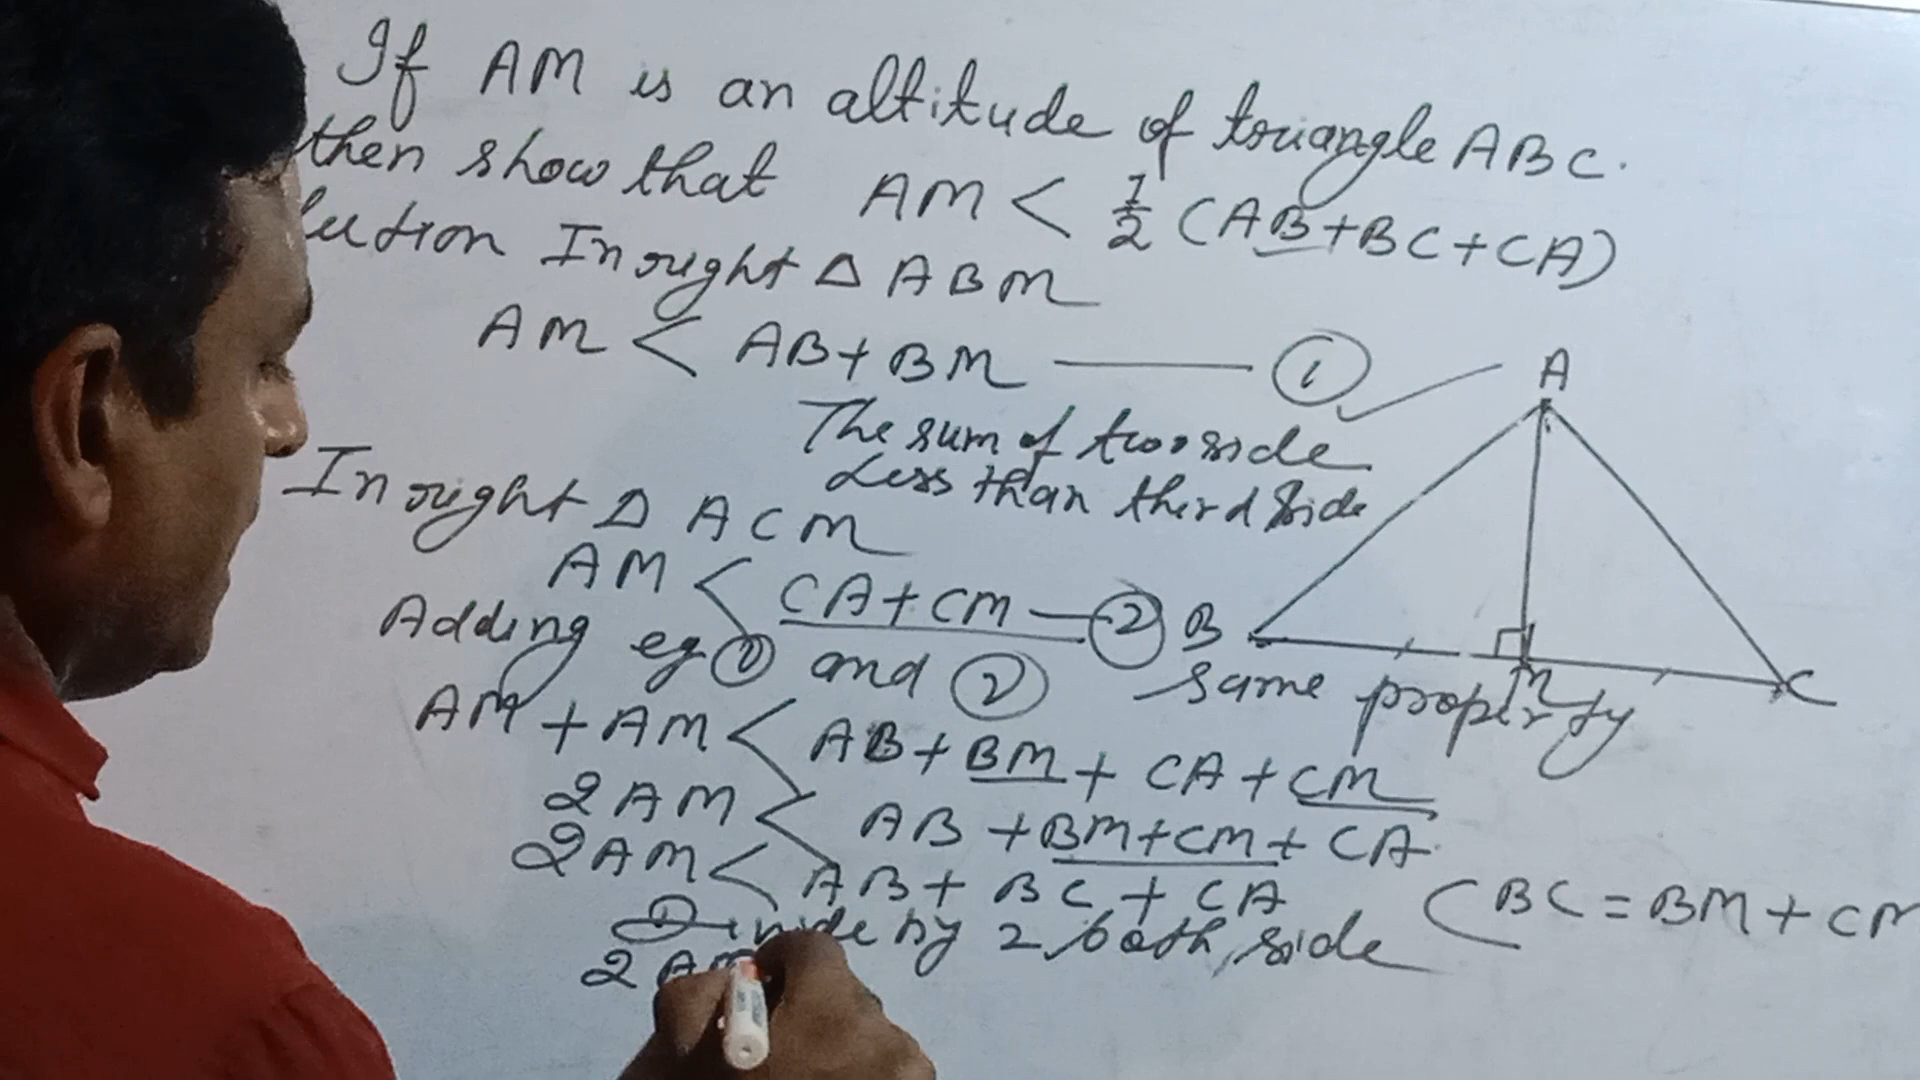 If AM is an altitude of triangle ABC.
then show that AM < 1/2 (AB+BC+CA)
lution In right Δ ABM
AM < AB+BM — ①
The sum of two side
Less than third side
In right Δ ACM
AM < CA+CM — ②
Adding eq ① and ②
same property
AM + AM < AB+BM + CA+CM
2AM < AB +BM+CM+ CA
2AM < AB+ BC + CA (BC = BM + CM
Divide by 2 both side
2AM
A
B
M
C